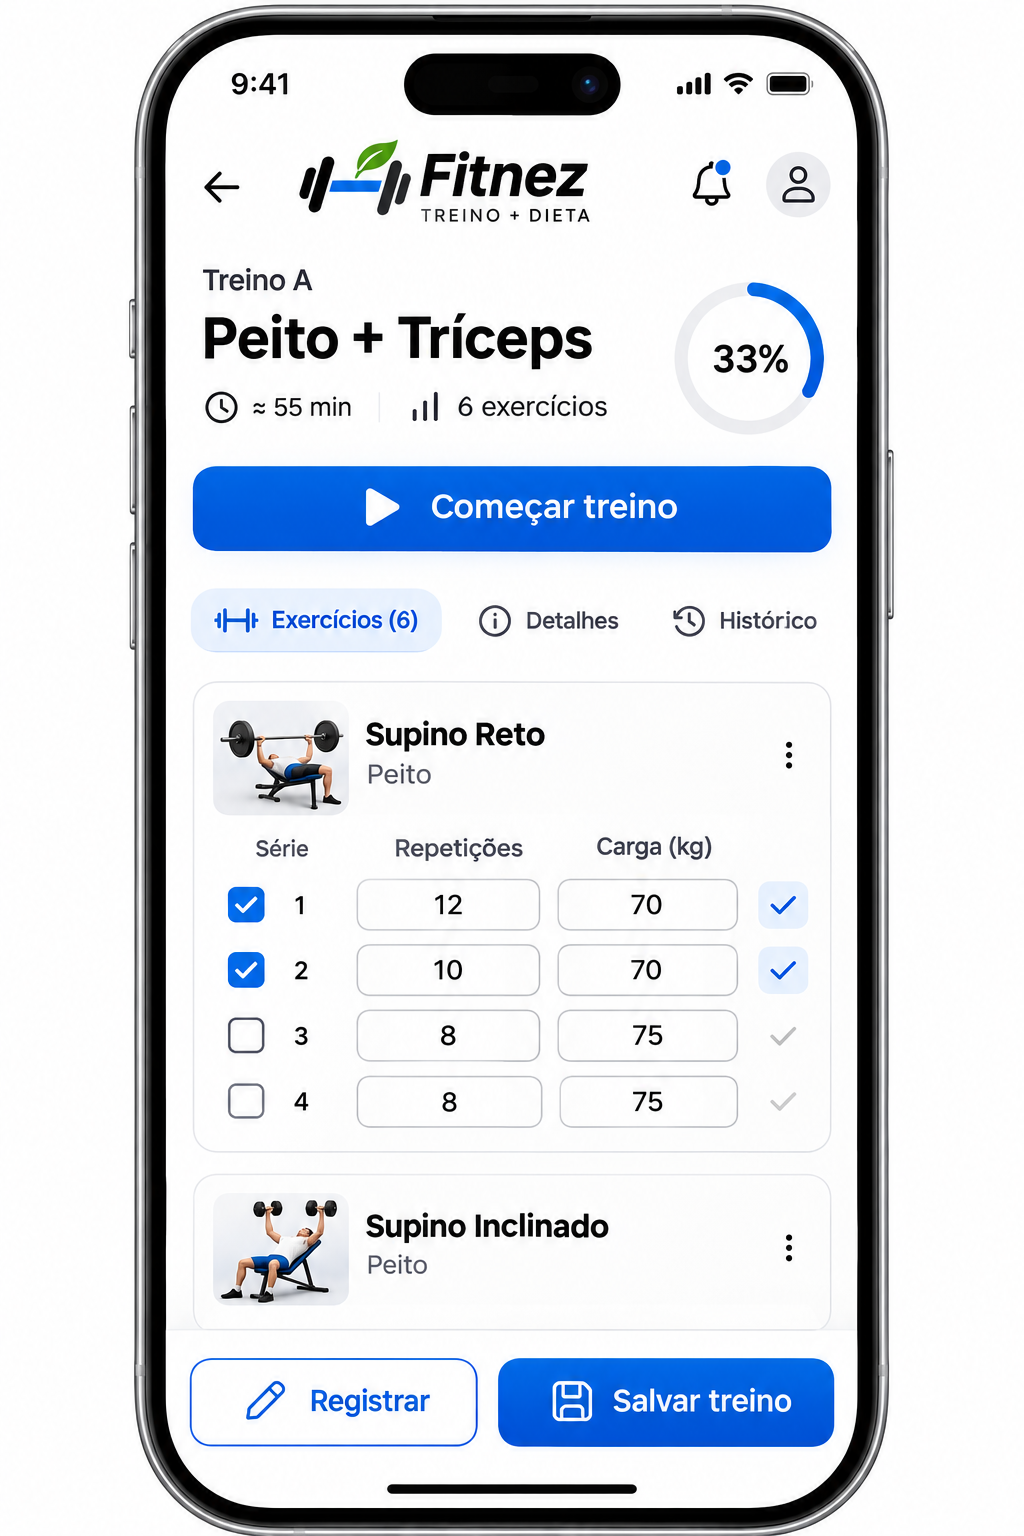 9:41
Fitnez
TREINO + DIETA
Treino A
Peito + Tríceps
33%
≈ 55 min
6 exercícios
Começar treino
Exercícios (6)
Detalhes
Histórico
Supino Reto
Peito
Série Repetições Carga (kg)
1 12 70
2 10 70
3 8 75
4 8 75
Supino Inclinado
Peito
Registrar
Salvar treino